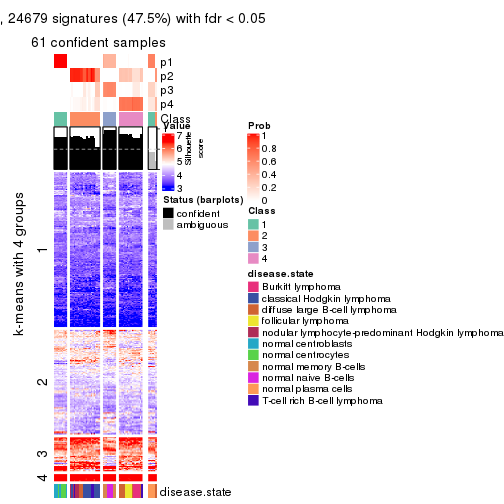 , 24679 signatures (47.5%) with fdr < 0.05
61 confident samples
p1
p2
p3
p4
Class
k-means with 4 groups
1
2
3
4
disease.state
Value
7
6
5
4
3
Silhouette
score
Status (barplots)
confident
ambiguous
Prob
1
0.8
0.6
0.4
0.2
0
Class
1
2
3
4
disease.state
Burkitt lymphoma
classical Hodgkin lymphoma
diffuse large B-cell lymphoma
follicular lymphoma
nodular lymphocyte-predominant Hodgkin lymphoma
normal centroblasts
normal centrocytes
normal memory B-cells
normal naive B-cells
normal plasma cells
T-cell rich B-cell lymphoma